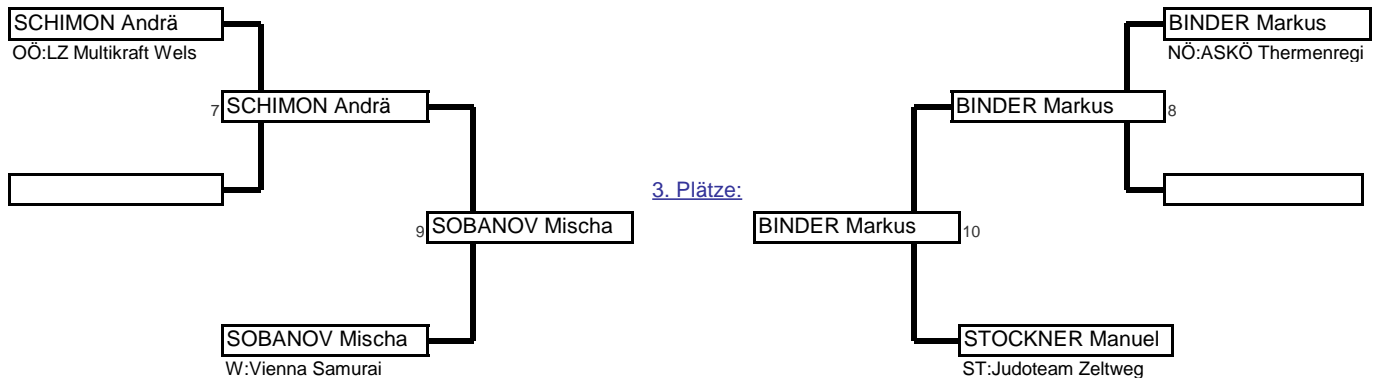 SCHIMON Andrä
OÖ:LZ Multikraft Wels
7 SCHIMON Andrä
9 SOBANOV Mischa
SOBANOV Mischa
W:Vienna Samurai
3. Plätze:
BINDER Markus
NÖ:ASKÖ Thermenregi
BINDER Markus 8
BINDER Markus 10
STOCKNER Manuel
ST:Judoteam Zeltweg